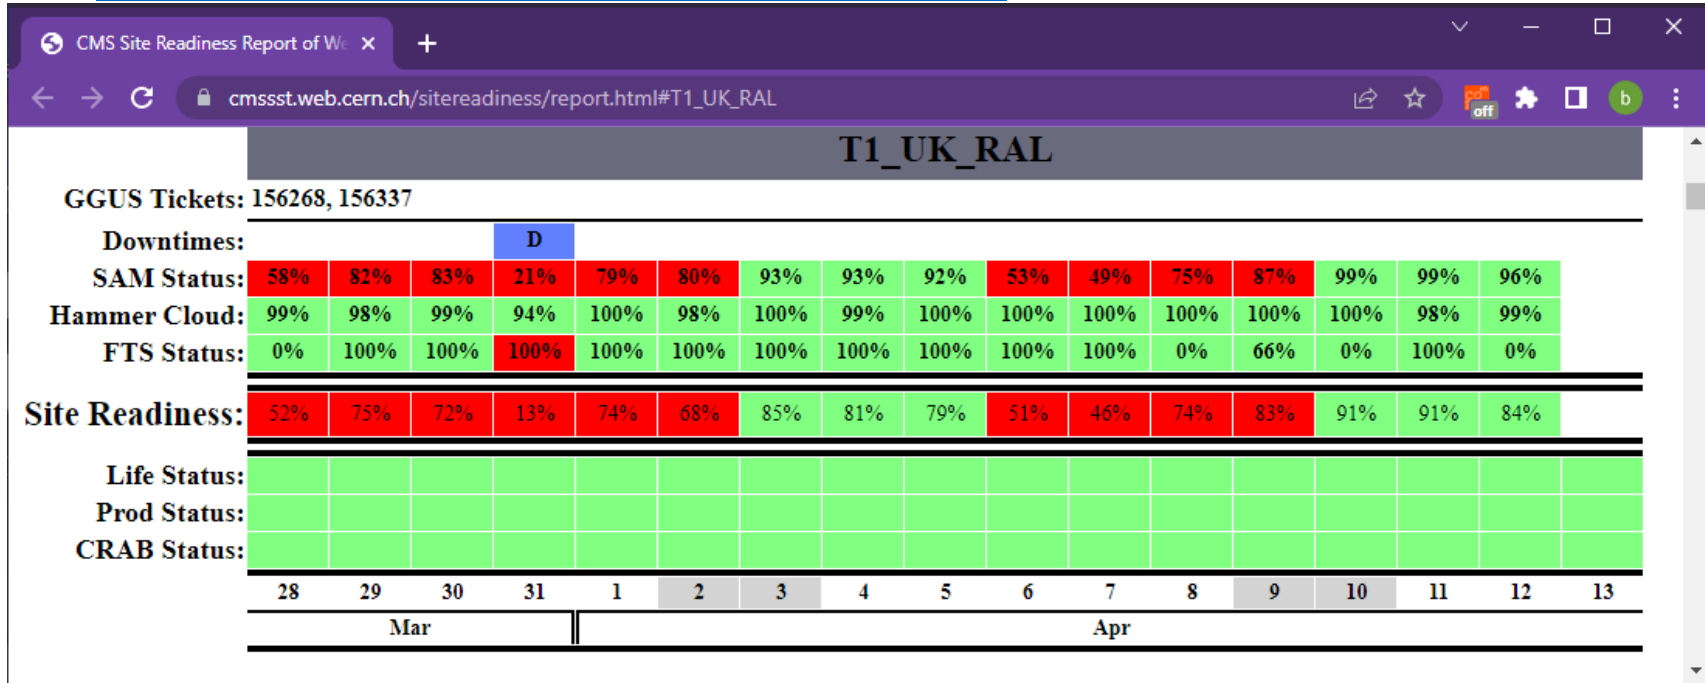 CMS Site Readiness Report of We
cmssst.web.cern.ch/sitereadiness/report.html#T1_UK_RAL
off
b
T1_UK_RAL
GGUS Tickets: 156268, 156337
Downtimes: D
SAM Status: 58% 82% 83% 21% 79% 80% 93% 93% 92% 53% 49% 75% 87% 99% 99% 96%
Hammer Cloud: 99% 98% 99% 94% 100% 98% 100% 99% 100% 100% 100% 100% 100% 100% 98% 99%
FTS Status: 0% 100% 100% 100% 100% 100% 100% 100% 100% 100% 100% 0% 66% 0% 100% 0%
Site Readiness: 52% 75% 72% 13% 74% 68% 85% 81% 79% 51% 46% 74% 83% 91% 91% 84%
Life Status:
Prod Status:
CRAB Status:
28 29 30 31 1 2 3 4 5 6 7 8 9 10 11 12 13
Mar Apr